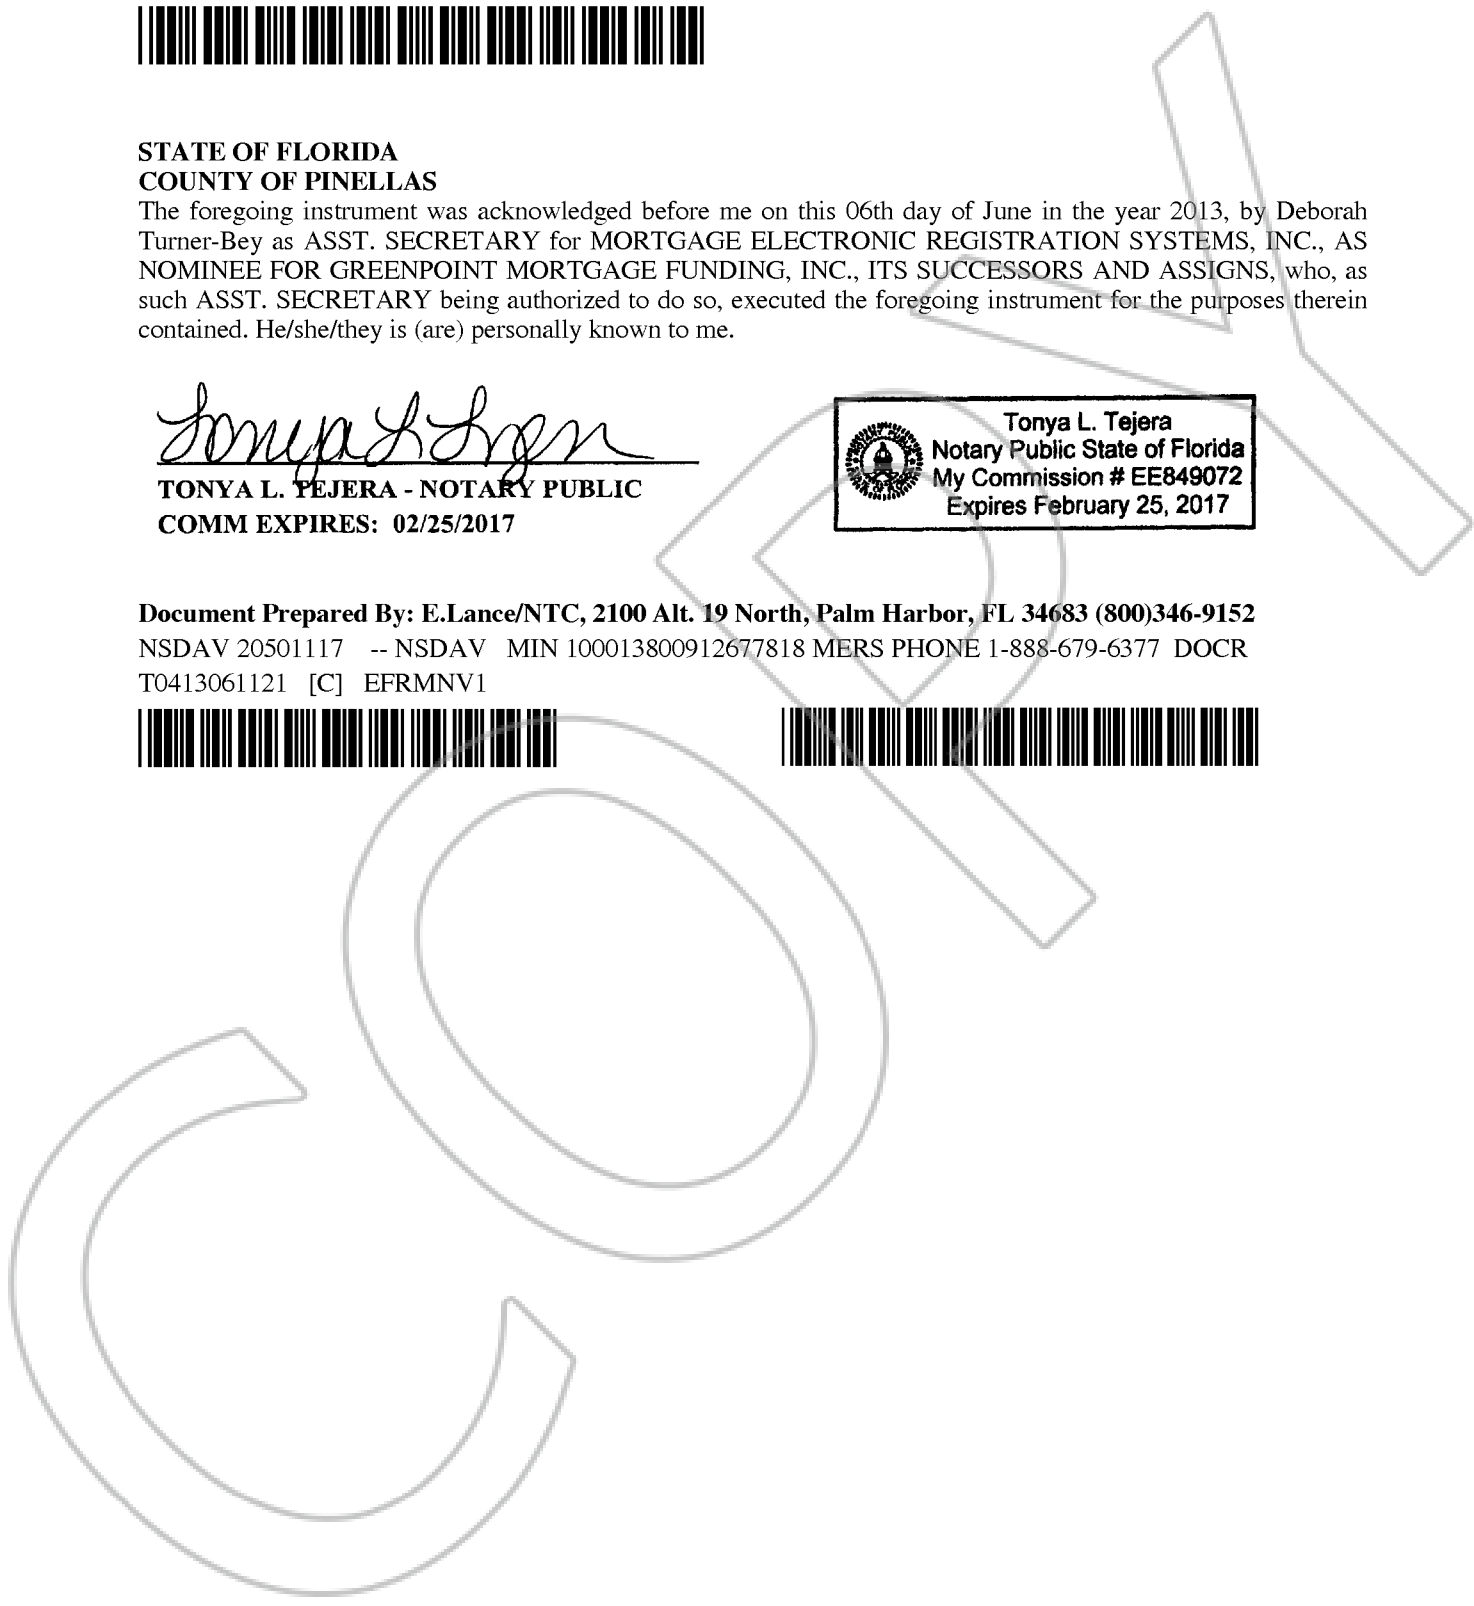 STATE OF FLORIDA
COUNTY OF PINELLAS
The foregoing instrument was acknowledged before me on this 06th day of June in the year 2013, by Deborah
Turner-Bey as ASST. SECRETARY for MORTGAGE ELECTRONIC REGISTRATION SYSTEMS, INC., AS
NOMINEE FOR GREENPOINT MORTGAGE FUNDING, INC., ITS SUCCESSORS AND ASSIGNS, who, as
such ASST. SECRETARY being authorized to do so, executed the foregoing instrument for the purposes therein
contained. He/she/they is (are) personally known to me.
TONYA L. TEJERA - NOTARY PUBLIC
COMM EXPIRES: 02/25/2017
Tonya L. Tejera
Notary Public State of Florida
My Commission # EE849072
Expires February 25, 2017
Document Prepared By: E.Lance/NTC, 2100 Alt. 19 North, Palm Harbor, FL 34683 (800)346-9152
NSDAV 20501117 -- NSDAV MIN 100013800912677818 MERS PHONE 1-888-679-6377 DOCR
T0413061121 [C] EFRMNV1
COPY